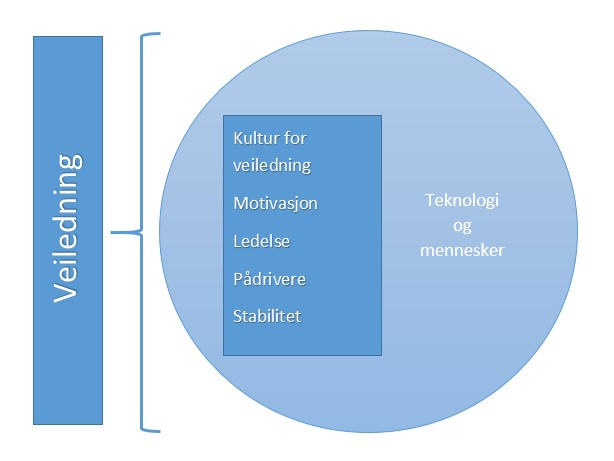 Veiledning
Kultur for
veiledning
Motivasjon
Ledelse
Pådrivere
Stabilitet
Teknologi
og
mennesker